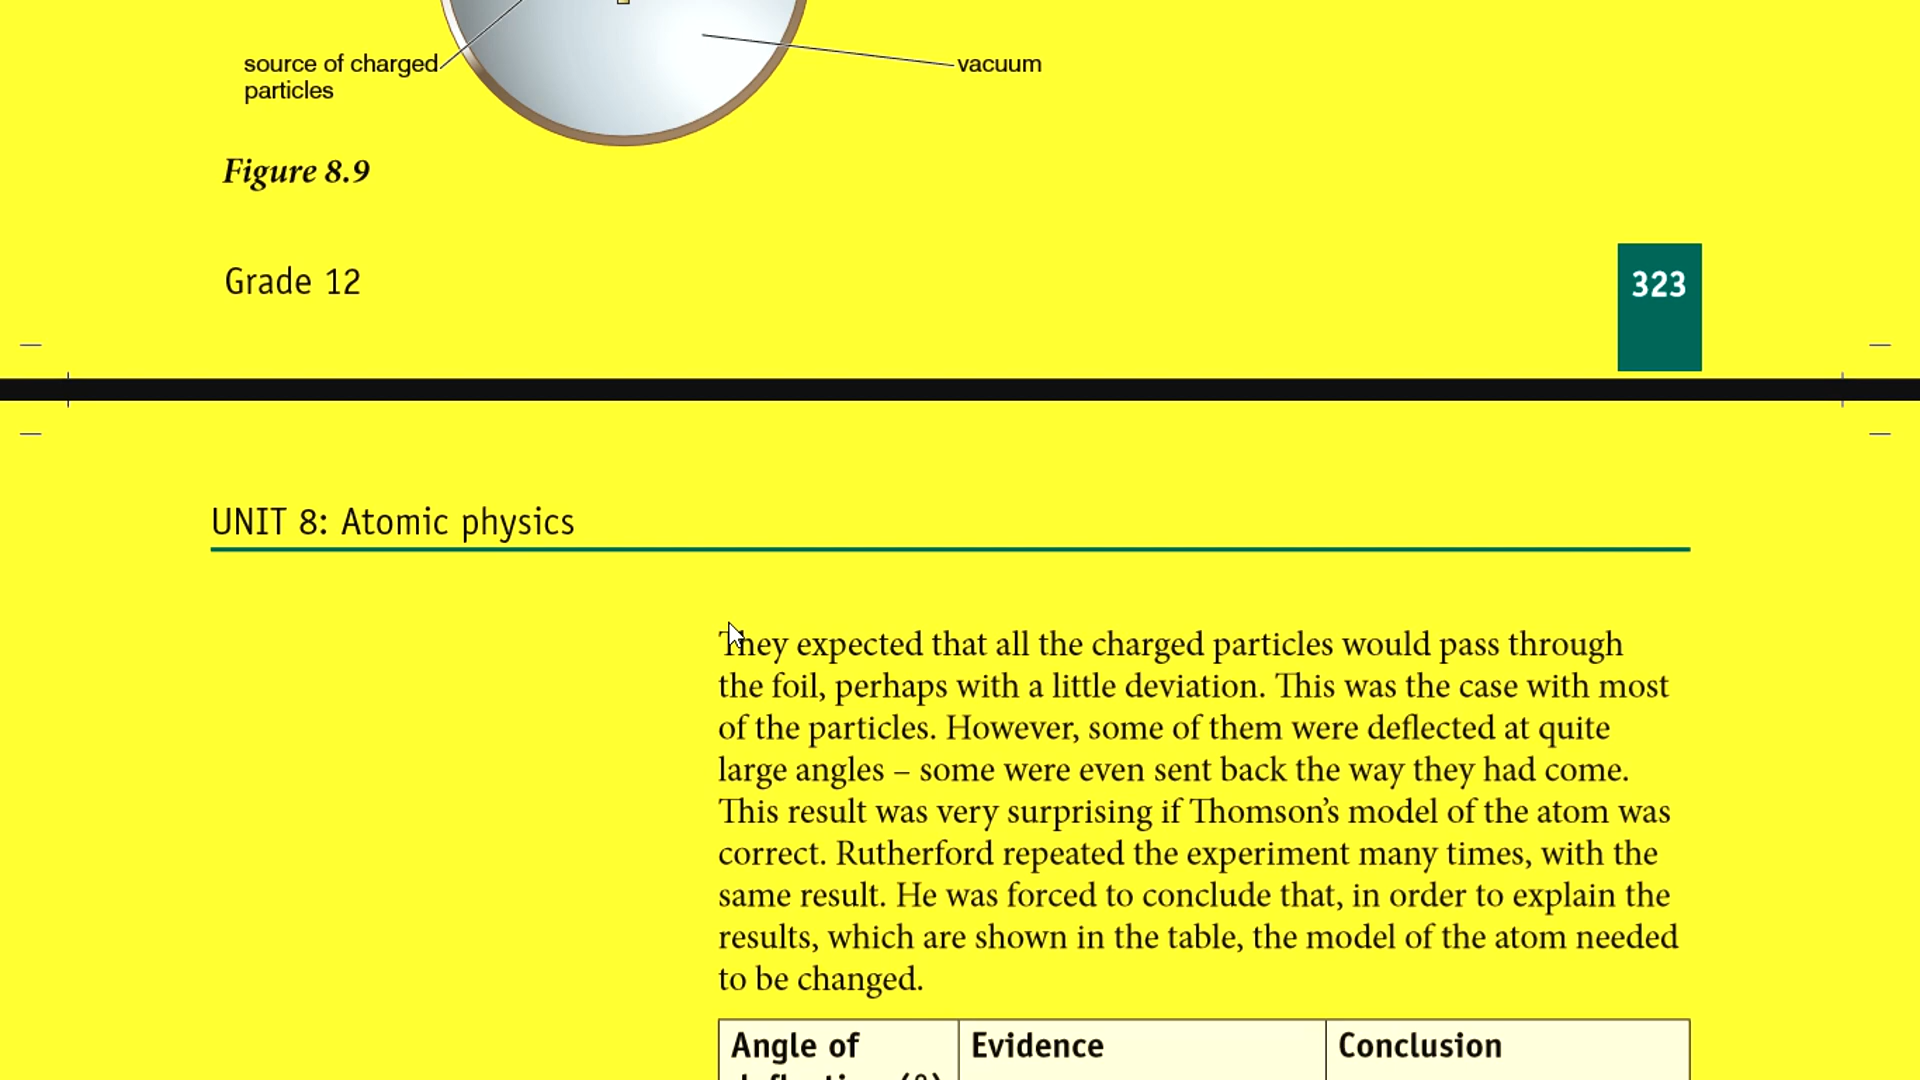 source of charged
particles
vacuum
Figure 8.9
Grade 12
323
UNIT 8: Atomic physics
They expected that all the charged particles would pass through
the foil, perhaps with a little deviation. This was the case with most
of the particles. However, some of them were deflected at quite
large angles – some were even sent back the way they had come.
This result was very surprising if Thomson’s model of the atom was
correct. Rutherford repeated the experiment many times, with the
same result. He was forced to conclude that, in order to explain the
results, which are shown in the table, the model of the atom needed
to be changed.
Angle of
Evidence
Conclusion